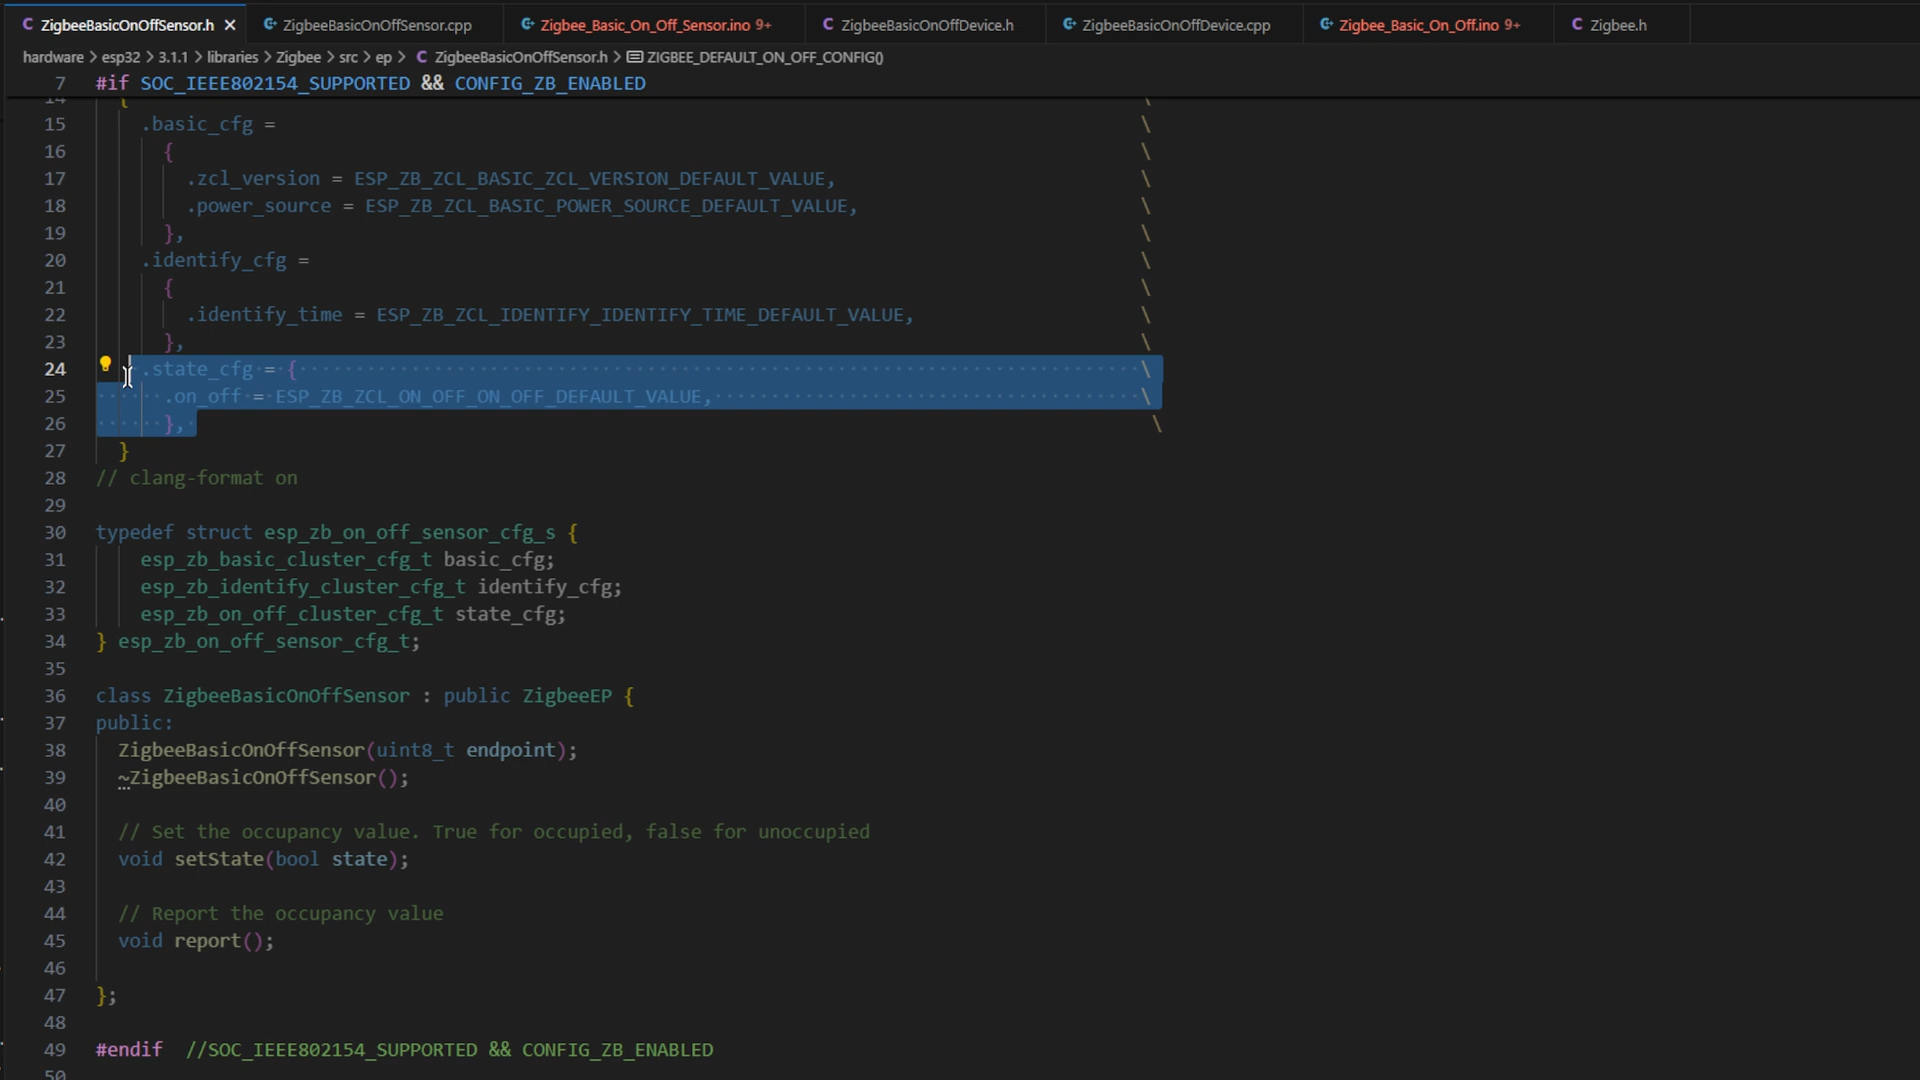 ZigbeeBasicOnOffSensor.h ZigbeeBasicOnOffSensor.cpp Zigbee_Basic_On_Off_Sensor.ino 9+ ZigbeeBasicOnOffDevice.h ZigbeeBasicOnOffDevice.cpp Zigbee_Basic_On_Off.ino 9+ Zigbee.h
hardware > esp32 > 3.1.1 > libraries > Zigbee > src > ep > C ZigbeeBasicOnOffSensor.h > ZIGBEE_DEFAULT_ON_OFF_CONFIG()
7 #if SOC_IEEE802154_SUPPORTED && CONFIG_ZB_ENABLED
14 { \
15 .basic_cfg = \
16 { \
17 .zcl_version = ESP_ZB_ZCL_BASIC_ZCL_VERSION_DEFAULT_VALUE, \
18 .power_source = ESP_ZB_ZCL_BASIC_POWER_SOURCE_DEFAULT_VALUE, \
19 }, \
20 .identify_cfg = \
21 { \
22 .identify_time = ESP_ZB_ZCL_IDENTIFY_IDENTIFY_TIME_DEFAULT_VALUE, \
23 }, \
24 .state_cfg = { \
25 .on_off = ESP_ZB_ZCL_ON_OFF_ON_OFF_DEFAULT_VALUE, \
26 }, \
27 }
28 // clang-format on
29
30 typedef struct esp_zb_on_off_sensor_cfg_s {
31 esp_zb_basic_cluster_cfg_t basic_cfg;
32 esp_zb_identify_cluster_cfg_t identify_cfg;
33 esp_zb_on_off_cluster_cfg_t state_cfg;
34 } esp_zb_on_off_sensor_cfg_t;
35
36 class ZigbeeBasicOnOffSensor : public ZigbeeEP {
37 public:
38 ZigbeeBasicOnOffSensor(uint8_t endpoint);
39 ~ZigbeeBasicOnOffSensor();
40
41 // Set the occupancy value. True for occupied, false for unoccupied
42 void setState(bool state);
43
44 // Report the occupancy value
45 void report();
46
47 };
48
49 #endif //SOC_IEEE802154_SUPPORTED && CONFIG_ZB_ENABLED
50